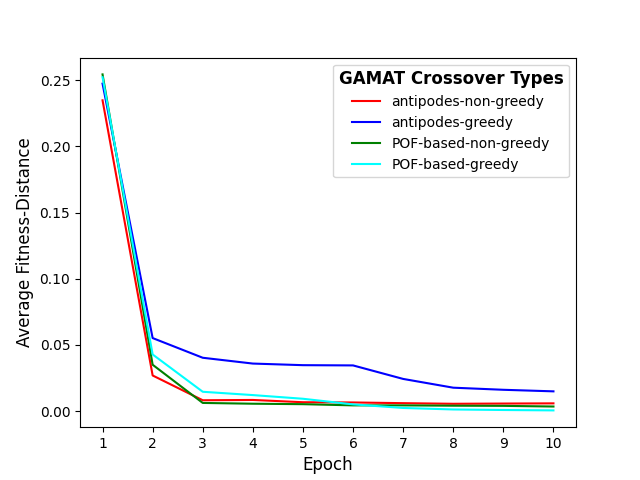 GAMAT Crossover Types
antipodes-non-greedy
antipodes-greedy
POF-based-non-greedy
POF-based-greedy
Average Fitness-Distance
0.25
0.20
0.15
0.10
0.05
0.00
1 2 3 4 5 6 7 8 9 10
Epoch